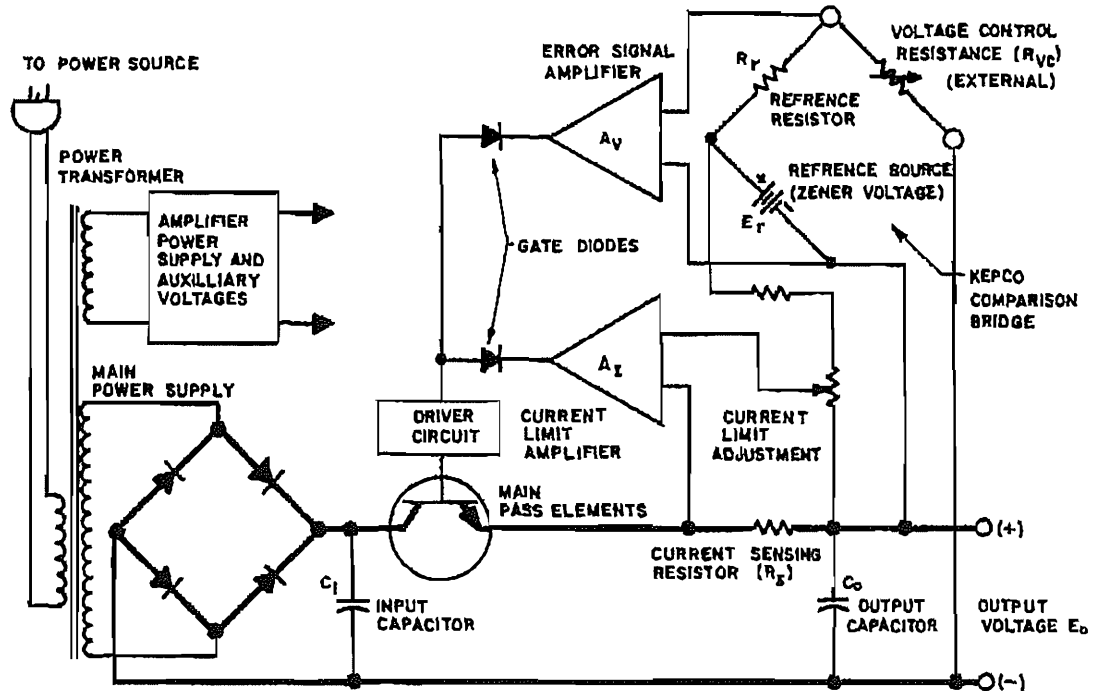 TO POWER SOURCE
POWER
TRANSFORMER
AMPLIFIER
POWER
SUPPLY AND
AUXILLIARY
VOLTAGES
MAIN
POWER SUPPLY
ERROR SIGNAL
AMPLIFIER
AV
GATE DIODES
AI
DRIVER
CIRCUIT
CURRENT
LIMIT
AMPLIFIER
MAIN
PASS ELEMENTS
Rr
REFRENCE
RESISTOR
VOLTAGE CONTROL
RESISTANCE (RVC)
(EXTERNAL)
REFRENCE SOURCE
(ZENER VOLTAGE)
+
-
Er
KEPCO
COMPARISON
BRIDGE
CURRENT
LIMIT
ADJUSTMENT
CURRENT SENSING
RESISTOR (RS)
Ci
INPUT
CAPACITOR
Co
OUTPUT
CAPACITOR
(+)
OUTPUT
VOLTAGE Eo
(-)